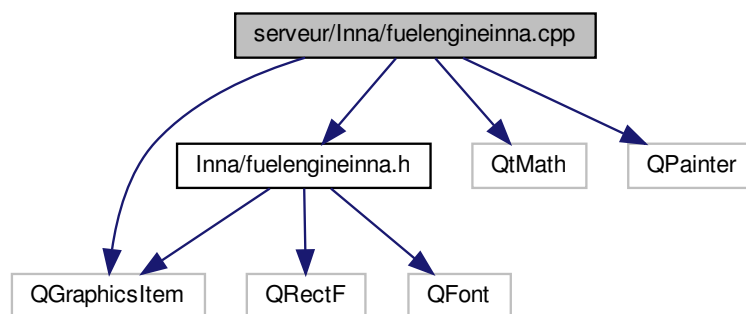 serveur/Inna/fuelengineinna.cpp
Inna/fuelengineinna.h
QtMath
QPainter
QGraphicsItem
QRectF
QFont